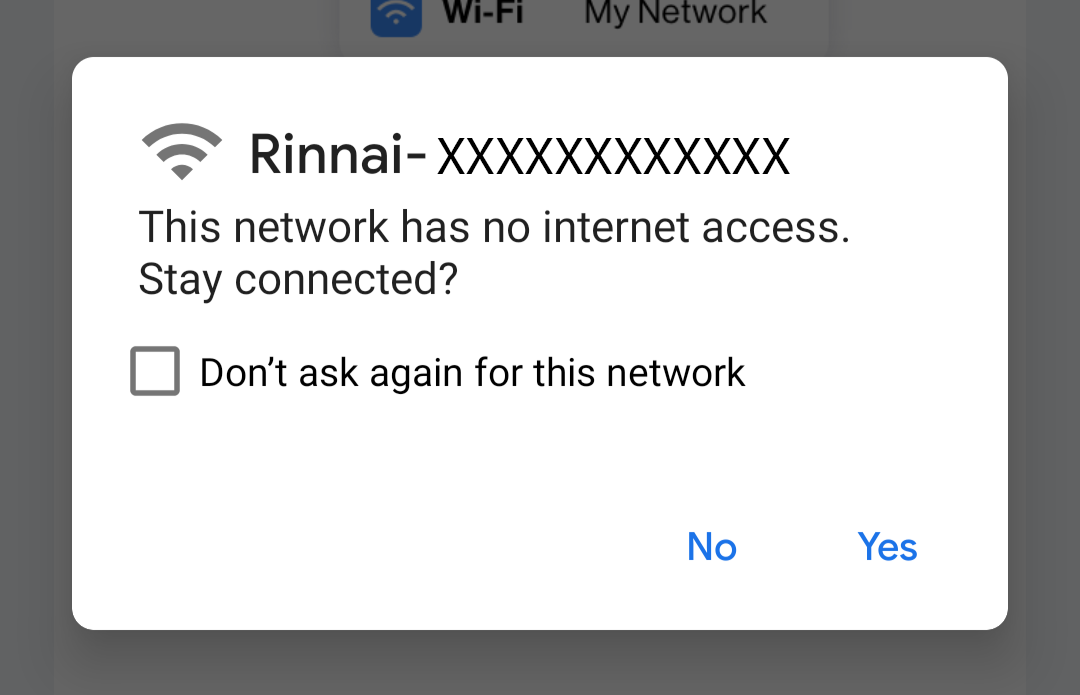 Wi-Fi My Network
Rinnai- XXXXXXXXXXXX
This network has no internet access.
Stay connected?
Don’t ask again for this network
No Yes